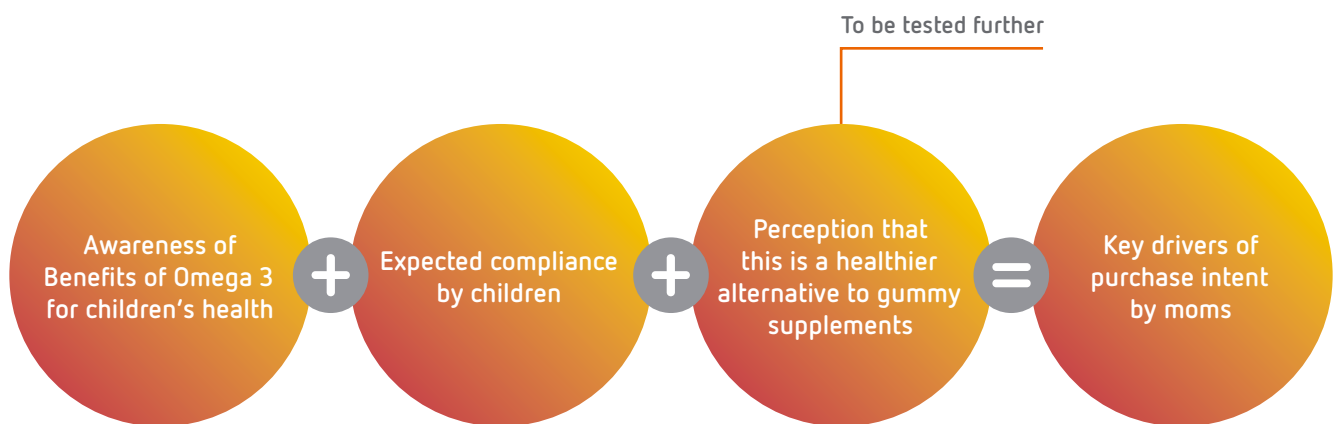 To be tested further
Awareness of
Benefits of Omega 3
for children's health
+
Expected compliance
by children
+
Perception that
this is a healthier
alternative to gummy
supplements
=
Key drivers of
purchase intent
by moms